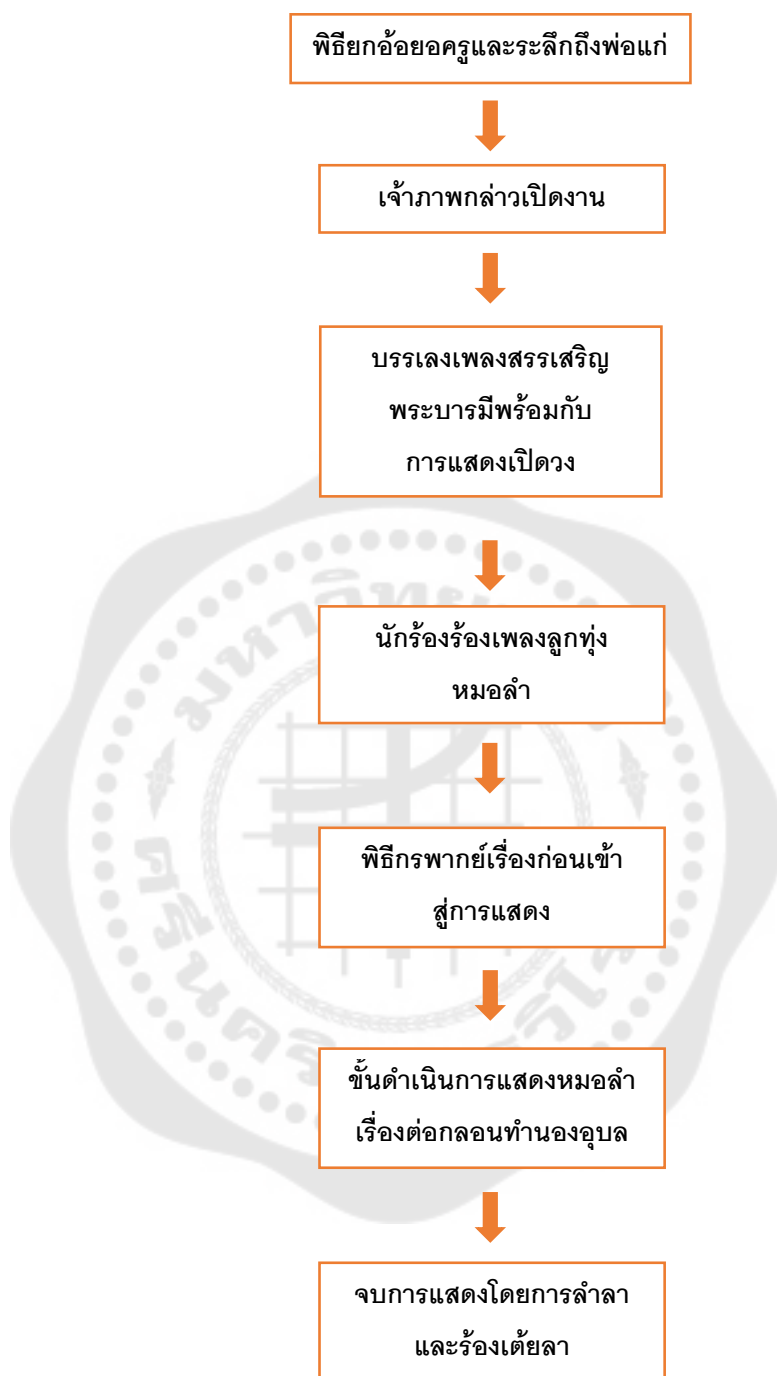 พิธียกอ้อยอครูและระลึกถึงพ่อแก่
เจ้าภาพกล่าวเปิดงาน
บรรเลงเพลงสรรเสริญ
พระบารมีพร้อมกับ
การแสดงเปิดวง
นักร้องร้องเพลงลูกทุ่ง
หมอลำ
พิธีกรพากย์เรื่องก่อนเข้า
สู่การแสดง
ขั้นดำเนินการแสดงหมอลำ
เรื่องต่อกลอนทำนองอุบล
จบการแสดงโดยการลำลา
และร้องเต้ยลา